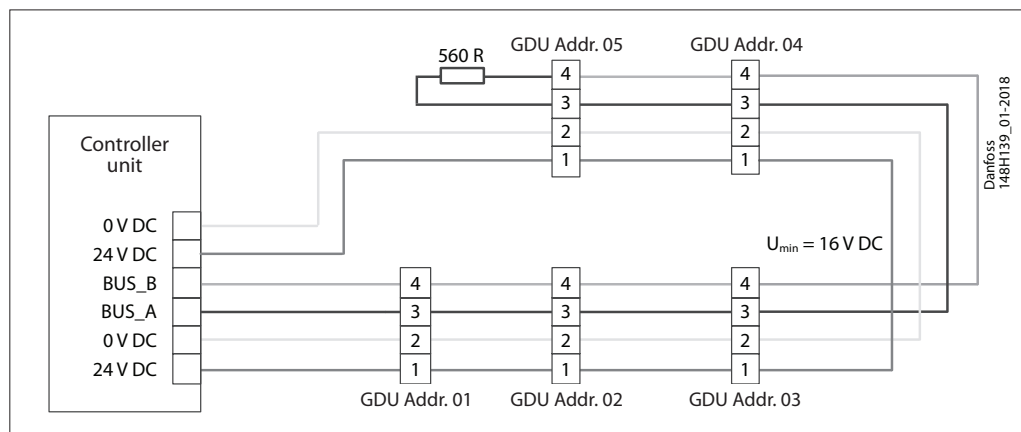 560 R
GDU Addr. 05
GDU Addr. 04
4
4
3
3
2
2
1
1
Danfoss
148H139_01-2018
Controller
unit
0 V DC
24 V DC
BUS_B
BUS_A
0 V DC
24 V DC
Umin = 16 V DC
4
4
4
3
3
3
2
2
2
1
1
1
GDU Addr. 01
GDU Addr. 02
GDU Addr. 03